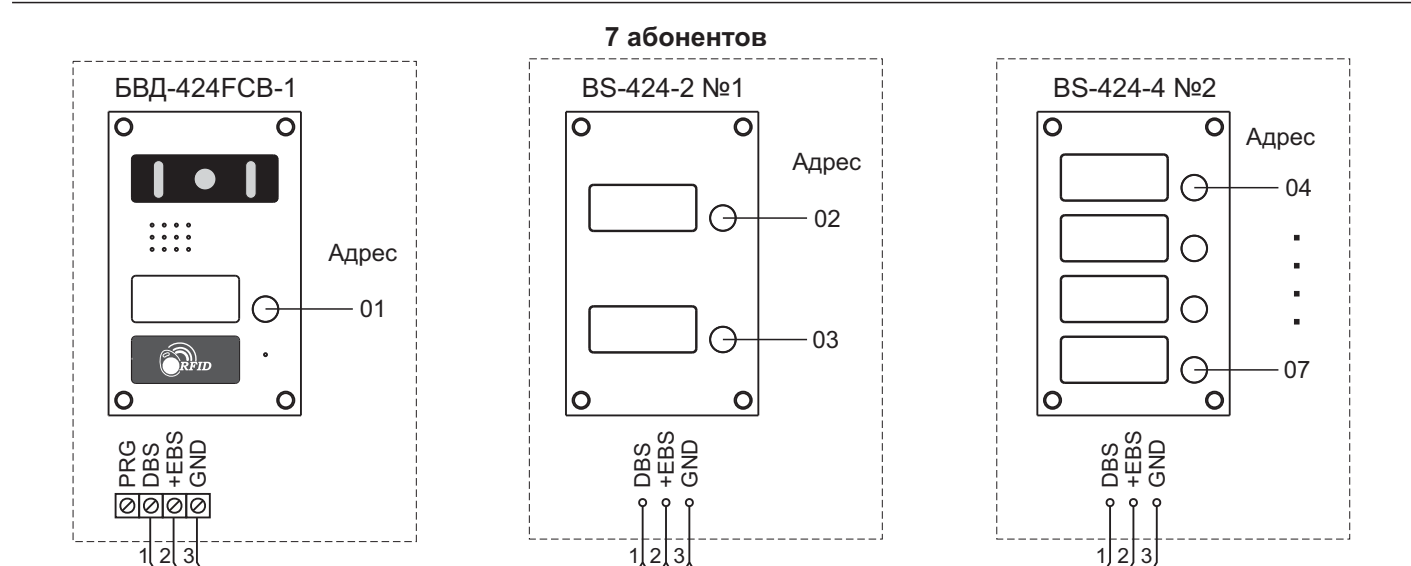 7 абонентов
БВД-424FCB-1
Адрес
01
RFID
PRG
DBS
+EBS
GND
1 2 3
BS-424-2 №1
Адрес
02
03
DBS
+EBS
GND
1 2 3
BS-424-4 №2
Адрес
04
07
DBS
+EBS
GND
1 2 3